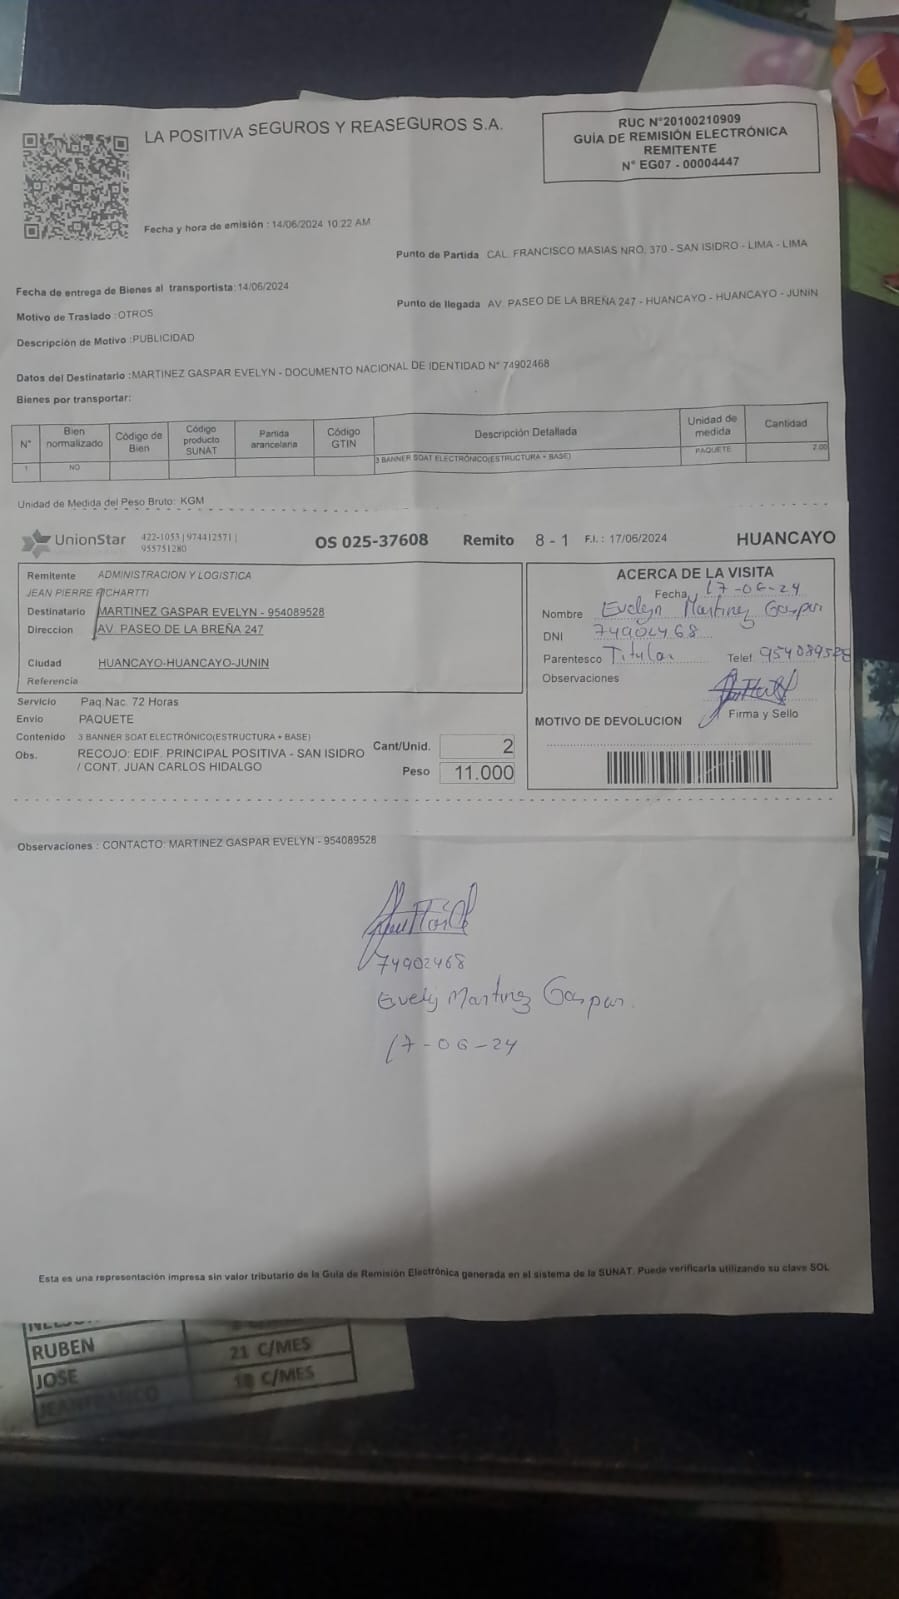 LA POSITIVA SEGUROS Y REASEGUROS S.A.
RUC N°20100210909
GUÍA DE REMISIÓN ELECTRÓNICA
REMITENTE
N° EG07 - 00004447
Fecha y hora de emisión : 14/06/2024 10:22 AM
Punto de Partida CAL. FRANCISCO MASIAS NRO. 370 - SAN ISIDRO - LIMA - LIMA
Fecha de entrega de Bienes al transportista: 14/06/2024
Punto de llegada AV. PASEO DE LA BREÑA 247 - HUANCAYO - HUANCAYO - JUNIN
Motivo de Traslado :OTROS
Descripción de Motivo :PUBLICIDAD
Datos del Destinatario :MARTINEZ GASPAR EVELYN - DOCUMENTO NACIONAL DE IDENTIDAD N° 74902468
Bienes por transportar:
N° Bien normalizado Código de Bien Código producto SUNAT Partida arancelaria Código GTIN Descripción Detallada Unidad de medida Cantidad
1 NO 3 BANNER SOAT ELECTRÓNICO(ESTRUCTURA + BASE) PAQUETE 2.00
Unidad de Medida del Peso Bruto: KGM
UnionStar 422-1053 | 974412571 |
955751280
OS 025-37608 Remito 8 - 1 F.I.: 17/06/2024 HUANCAYO
Remitente ADMINISTRACION Y LOGISTICA
JEAN PIERRE RICHARTTI
Destinatario MARTINEZ GASPAR EVELYN - 954089528
Direccion AV. PASEO DE LA BREÑA 247
Ciudad HUANCAYO-HUANCAYO-JUNIN
Referencia
ACERCA DE LA VISITA
Fecha 17-06-24
Nombre Evelyn Martinez Gaspar
DNI 74902468
Parentesco Titular Telef. 954089528
Observaciones
Firma y Sello
MOTIVO DE DEVOLUCION
Servicio Paq Nac. 72 Horas
Envio PAQUETE
Contenido 3 BANNER SOAT ELECTRÓNICO(ESTRUCTURA + BASE)
Obs. RECOJO: EDIF. PRINCIPAL POSITIVA - SAN ISIDRO
/ CONT. JUAN CARLOS HIDALGO
Cant/Unid. 2
Peso 11.000
Observaciones : CONTACTO: MARTINEZ GASPAR EVELYN - 954089528
74902468
Evelyn Martinez Gaspar
17-06-24
Esta es una representación impresa sin valor tributario de la Guía de Remisión Electrónica generada en el sistema de la SUNAT. Puede verificarla utilizando su clave SOL
RUBEN 21 C/MES
JOSE 18 C/MES
JEANFRANCO